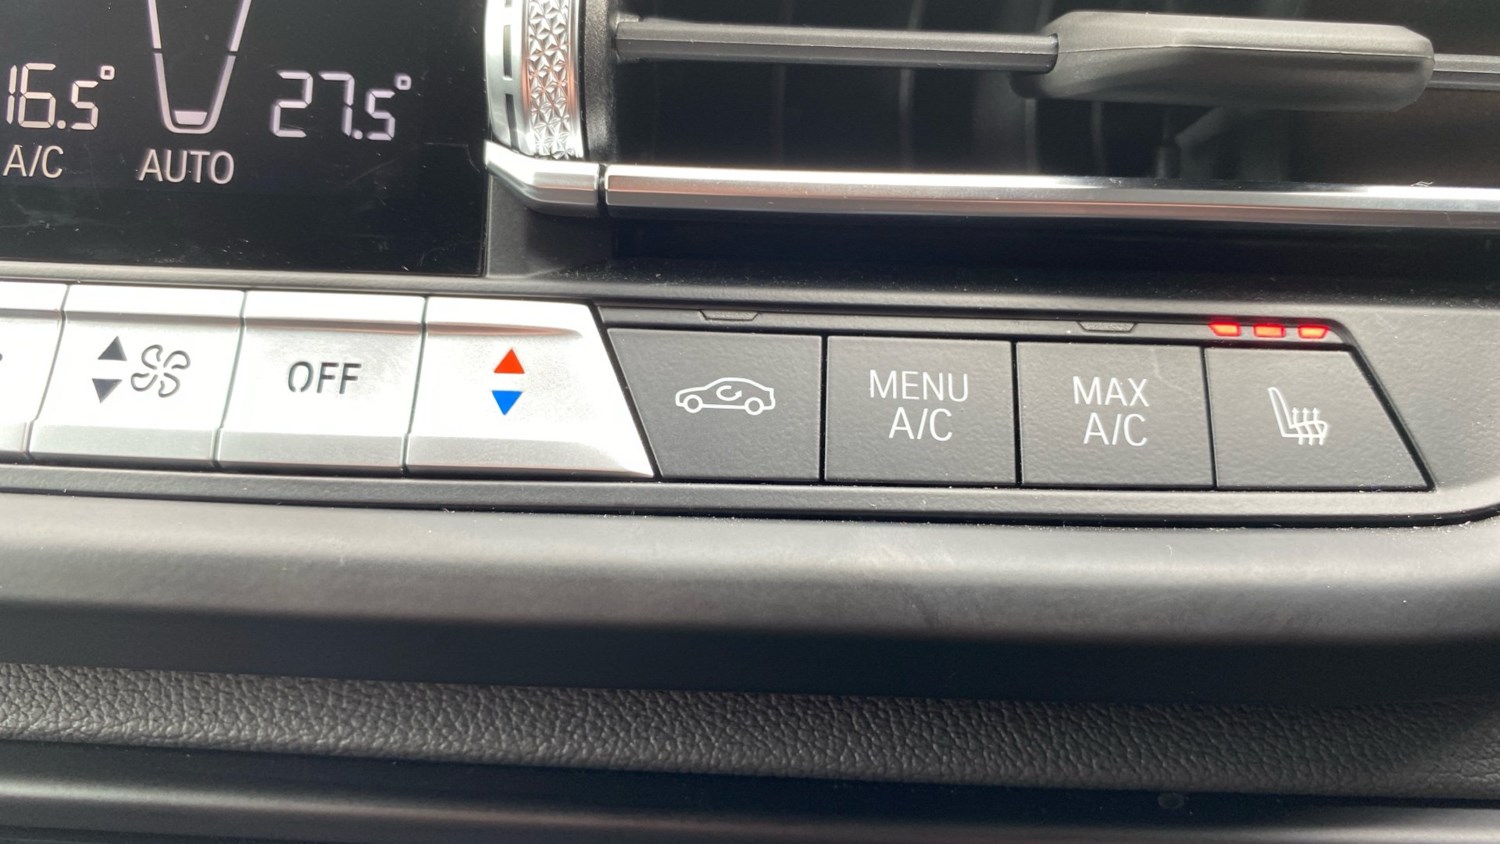 16.5° 27.5°
A/C AUTO
OFF
MENU
A/C
MAX
A/C